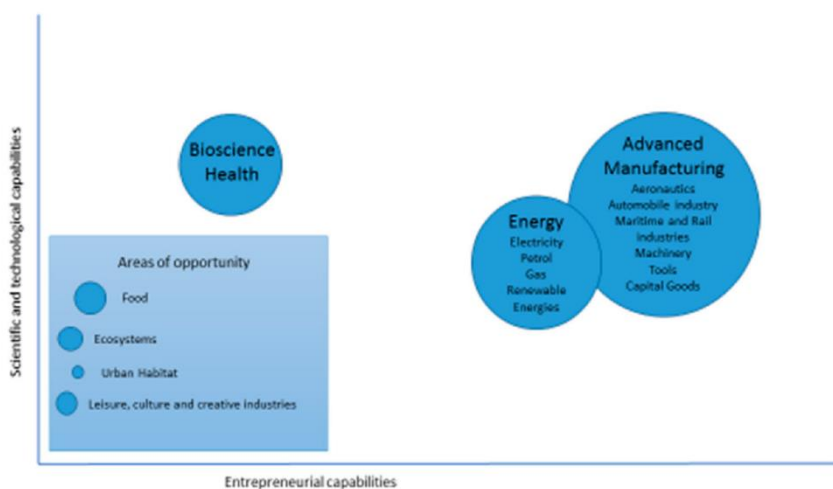 Scientific and technological capabilities
Bioscience
Health
Advanced
Manufacturing
Aeronautics
Automobile industry
Maritime and Rail
industries
Machinery
Tools
Capital Goods
Energy
Electricity
Petrol
Gas
Renewable
Energies
Areas of opportunity
Food
Ecosystems
Urban Habitat
Leisure, culture and creative industries
Entrepreneurial capabilities